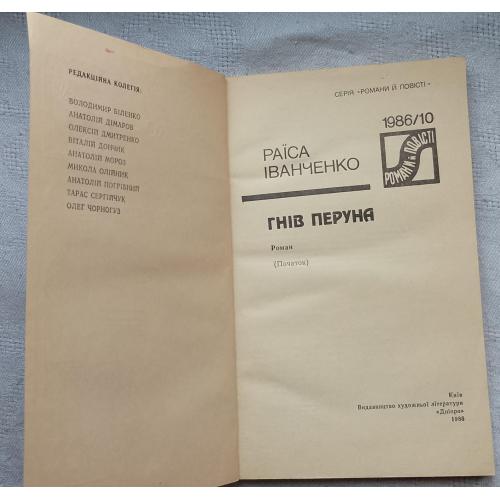 РЕДАКЦІЙНА КОЛЕГІЯ:
ВОЛОДИМИР БІЛЕНКО
АНАТОЛІЙ ДІМАРОВ
ОЛЕКСІЙ ДМИТРЕНКО
ВІТАЛІЙ ДОНЧИК
АНАТОЛІЙ МОРОЗ
МИКОЛА ОЛІЙНИК
АНАТОЛІЙ ПОГРІБНИЙ
ТАРАС СЕРГІЙЧУК
ОЛЕГ ЧОРНОГУЗ
СЕРІЯ «РОМАНИ Й ПОВІСТІ»
1986/10
РОМАНИ Й ПОВІСТІ
РАЇСА
ІВАНЧЕНКО
ГНІВ ПЕРУНА
Роман
(Початок)
Київ
Видавництво художньої літератури
«Дніпро»
1986